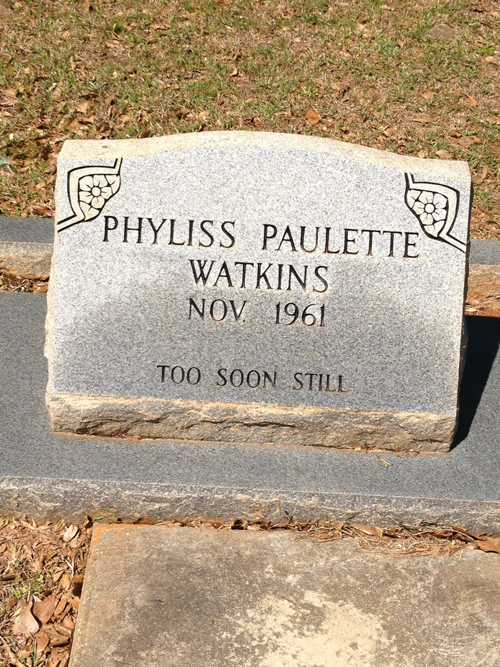 PHYLISS PAULETTE
WATKINS
NOV. 1961
TOO SOON STILL